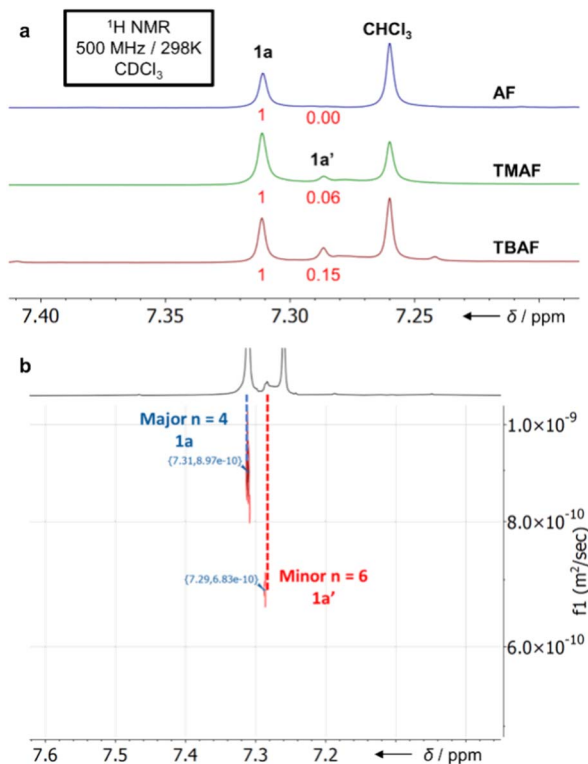 a
¹H NMR
500 MHz / 298K
CDCl₃
1a
CHCl₃
AF
1 0.00
1a’
TMAF
1 0.06
TBAF
1 0.15
7.40 7.35 7.30 7.25 ← δ / ppm
b
Major n = 4
1a
{7.31,8.97e-10}
{7.29,6.83e-10}
Minor n = 6
1a’
1.0×10⁻⁹
8.0×10⁻¹⁰
6.0×10⁻¹⁰
f1 (m²/sec)
7.6 7.5 7.4 7.3 7.2 ← δ / ppm